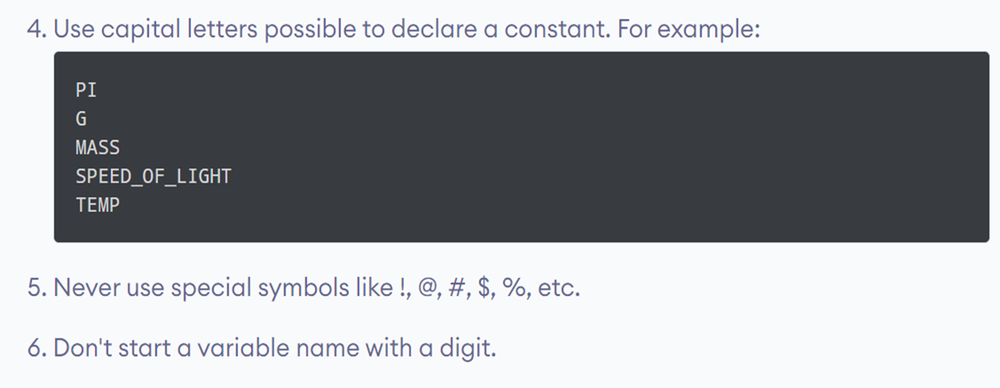 4. Use capital letters possible to declare a constant. For example:
PI
G
MASS
SPEED_OF_LIGHT
TEMP
5. Never use special symbols like !, @, #, $, %, etc.
6. Don't start a variable name with a digit.